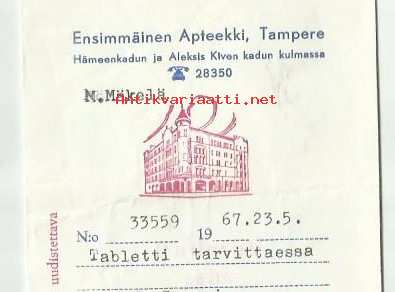 Ensimmäinen Apteekki, Tampere
Hämeenkadun ja Aleksis Kiven kadun kulmassa
☎ 28350
M.Mäkelä
Antikvariaatti.net
33559 67.23.5.
N:o 19
Tabletti tarvittaessa
uudistettava